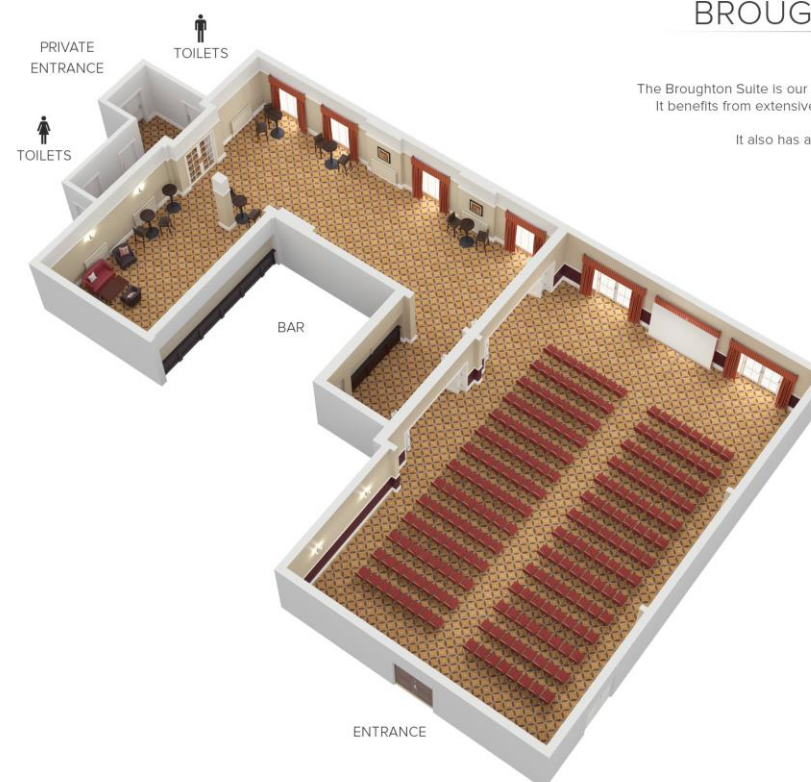 BROUG
TOILETS
PRIVATE
ENTRANCE
The Broughton Suite is our
It benefits from extensive
TOILETS
It also has a
BAR
ENTRANCE